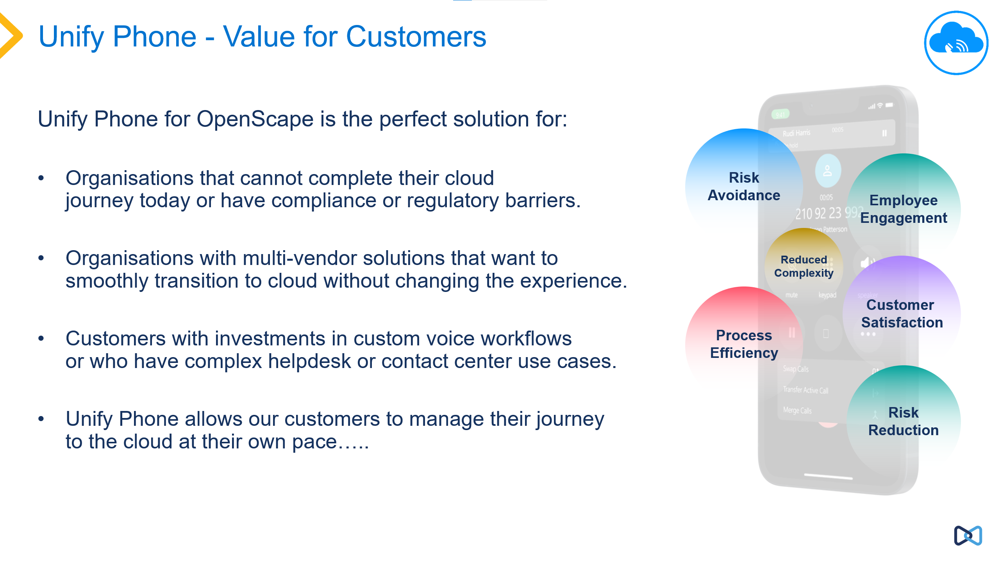 Unify Phone - Value for Customers
Unify Phone for OpenScape is the perfect solution for:
• Organisations that cannot complete their cloud
journey today or have compliance or regulatory barriers.
• Organisations with multi-vendor solutions that want to
smoothly transition to cloud without changing the experience.
• Customers with investments in custom voice workflows
or who have complex helpdesk or contact center use cases.
• Unify Phone allows our customers to manage their journey
to the cloud at their own pace…..
9:41
Rudi Harris 00:05
hold
Risk
Avoidance
Employee
Engagement
00:05
210 92 23 992
Patterson
Reduced
Complexity
mute keypad speaker
Customer
Satisfaction
Process
Efficiency
Swap Calls
Transfer Active Call
Merge Calls
Risk
Reduction